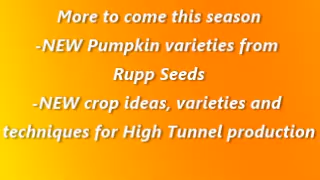 More to come this season
-NEW Pumpkin varieties from
Rupp Seeds
-NEW crop ideas, varieties and
techniques for High Tunnel production